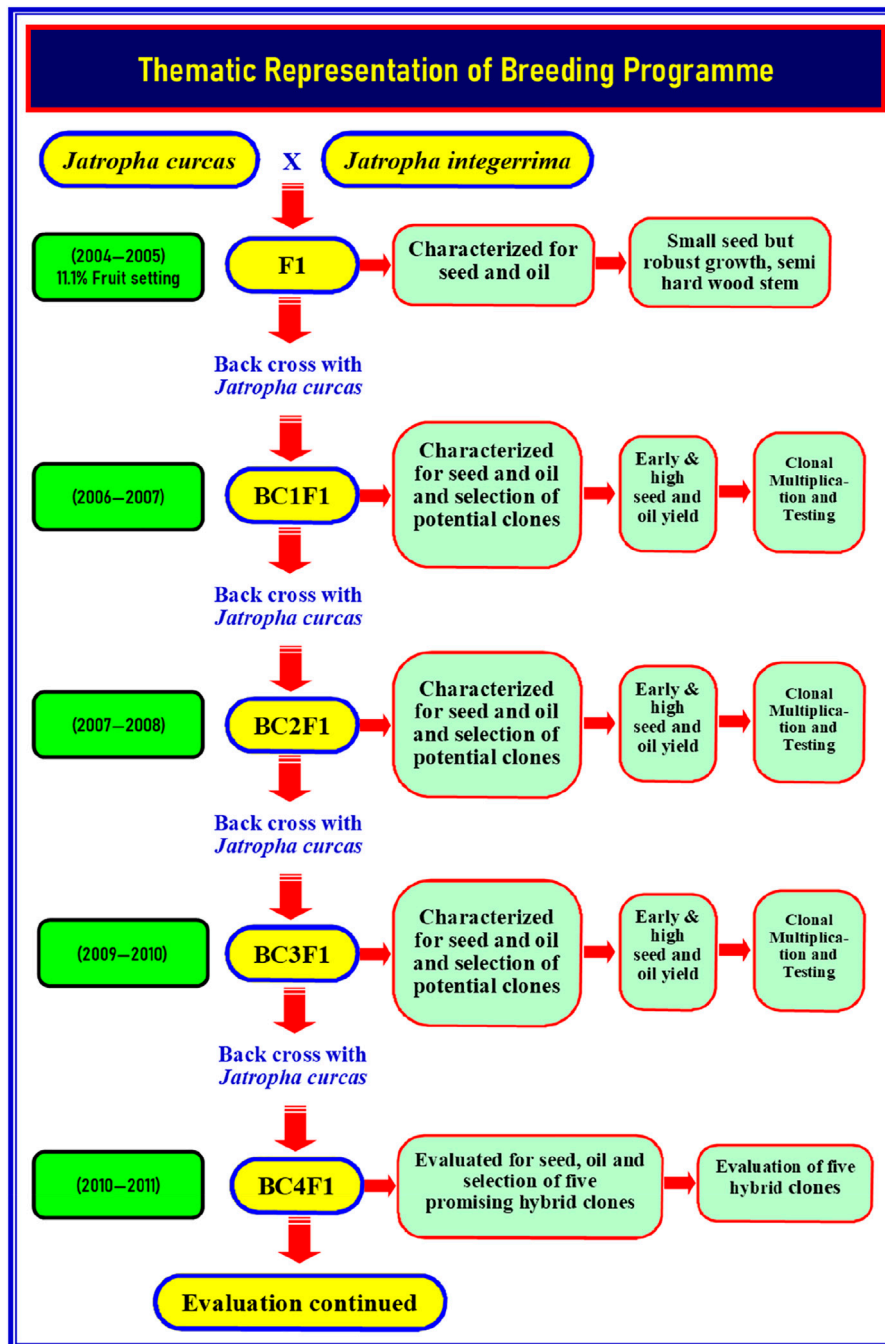 Thematic Representation of Breeding Programme
Jatropha curcas X Jatropha integerrima
(2004–2005)
11.1% Fruit setting
F1
Characterized for
seed and oil
Small seed but
robust growth, semi
hard wood stem
Back cross with
Jatropha curcas
(2006–2007)
BC1F1
Characterized
for seed and oil
and selection of
potential clones
Early &
high
seed and
oil yield
Clonal
Multiplica-
tion and
Testing
Back cross with
Jatropha curcas
(2007–2008)
BC2F1
Characterized
for seed and oil
and selection of
potential clones
Early &
high
seed and
oil yield
Clonal
Multiplica-
tion and
Testing
Back cross with
Jatropha curcas
(2009–2010)
BC3F1
Characterized
for seed and oil
and selection of
potential clones
Early &
high
seed and
oil yield
Clonal
Multiplica-
tion and
Testing
Back cross with
Jatropha curcas
(2010–2011)
BC4F1
Evaluated for seed, oil and
selection of five
promising hybrid clones
Evaluation of five
hybrid clones
Evaluation continued